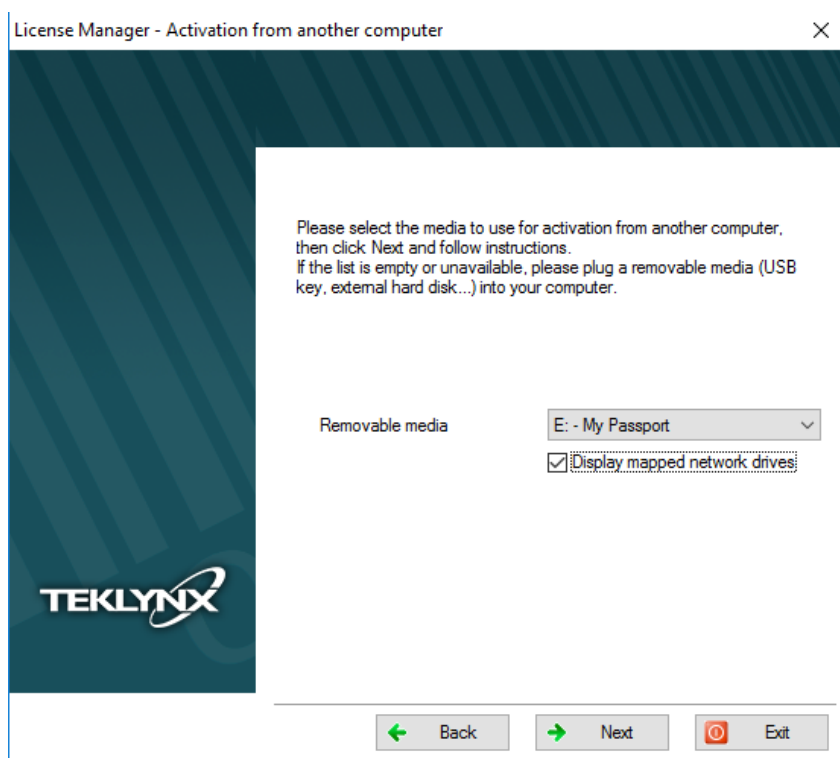 License Manager - Activation from another computer
Please select the media to use for activation from another computer,
then click Next and follow instructions.
If the list is empty or unavailable, please plug a removable media (USB
key, external hard disk...) into your computer.
Removable media
E: - My Passport
Display mapped network drives
TEKLYNX
Back
Next
Exit